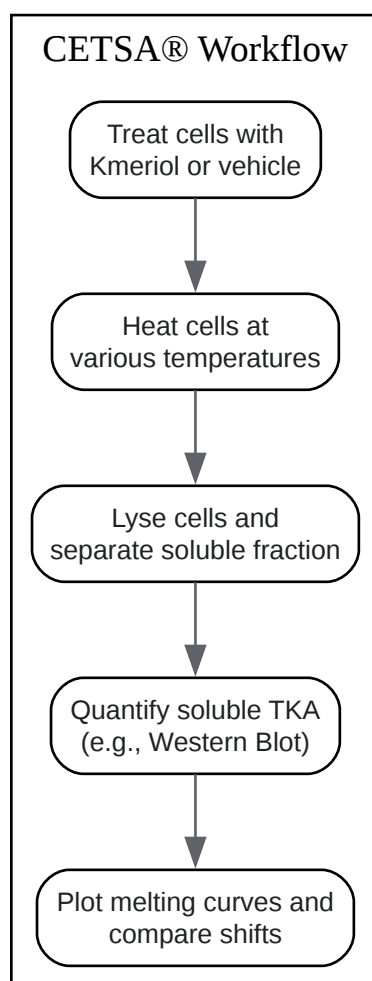 CETSA® Workflow
Treat cells with
Kmeriol or vehicle
Heat cells at
various temperatures
Lyse cells and
separate soluble fraction
Quantify soluble TKA
(e.g., Western Blot)
Plot melting curves and
compare shifts